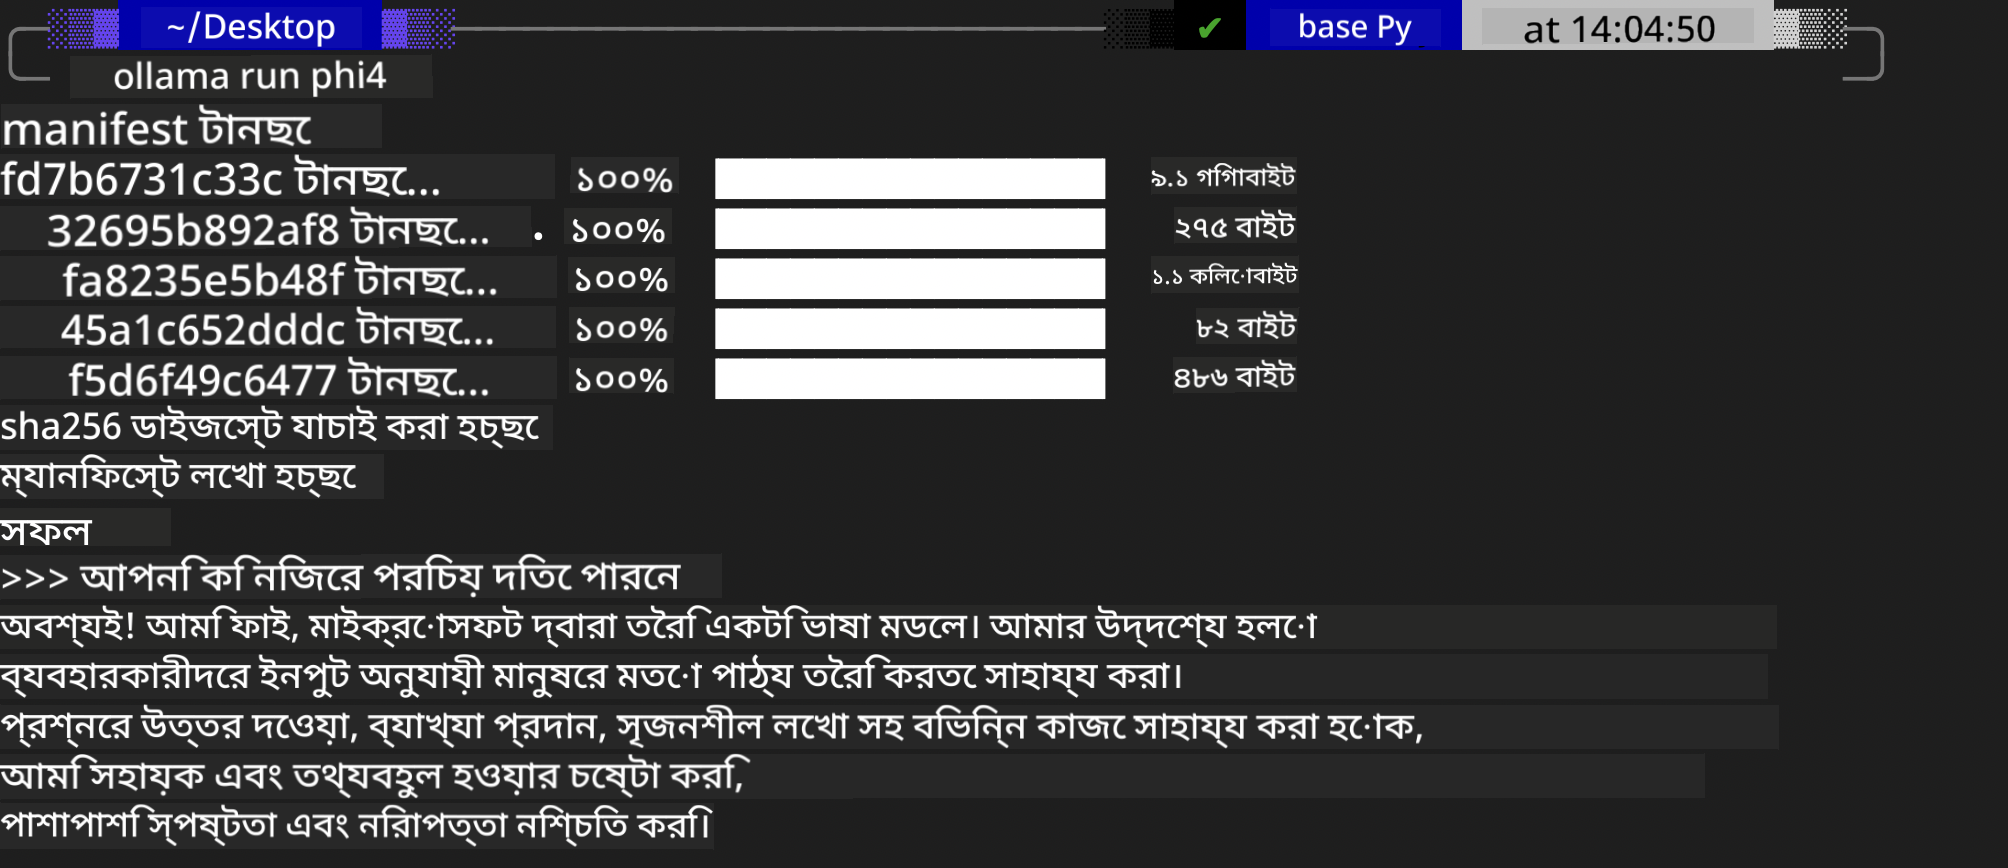 ~/Desktop ✔ base Py at 14:04:50
ollama run phi4
manifest টানছে
fd7b6731c33c টানছে... ১০০% ৯.১ গিগাবাইট
32695b892af8 টানছে... ১০০% ২৭৫ বাইট
fa8235e5b48f টানছে... ১০০% ১.১ কিলোবাইট
45a1c652dddc টানছে... ১০০% ৮২ বাইট
f5d6f49c6477 টানছে... ১০০% ৪৮৬ বাইট
sha256 ডাইজেস্ট যাচাই করা হচ্ছে
ম্যানিফেস্ট লেখা হচ্ছে
সফল
>>> আপনি কি নিজের পরিচয় দিতে পারেন
অবশ্যই! আমি ফাই, মাইক্রোসফট দ্বারা তৈরি একটি ভাষা মডেল। আমার উদ্দেশ্য হলো
ব্যবহারকারীদের ইনপুট অনুযায়ী মানুষের মতো পাঠ্য তৈরি করতে সাহায্য করা।
প্রশ্নের উত্তর দেওয়া, ব্যাখ্যা প্রদান, সৃজনশীল লেখা সহ বিভিন্ন কাজে সাহায্য করা হোক,
আমি সহায়ক এবং তথ্যবহুল হওয়ার চেষ্টা করি,
পাশাপাশি স্পষ্টতা এবং নিরাপত্তা নিশ্চিত করি।